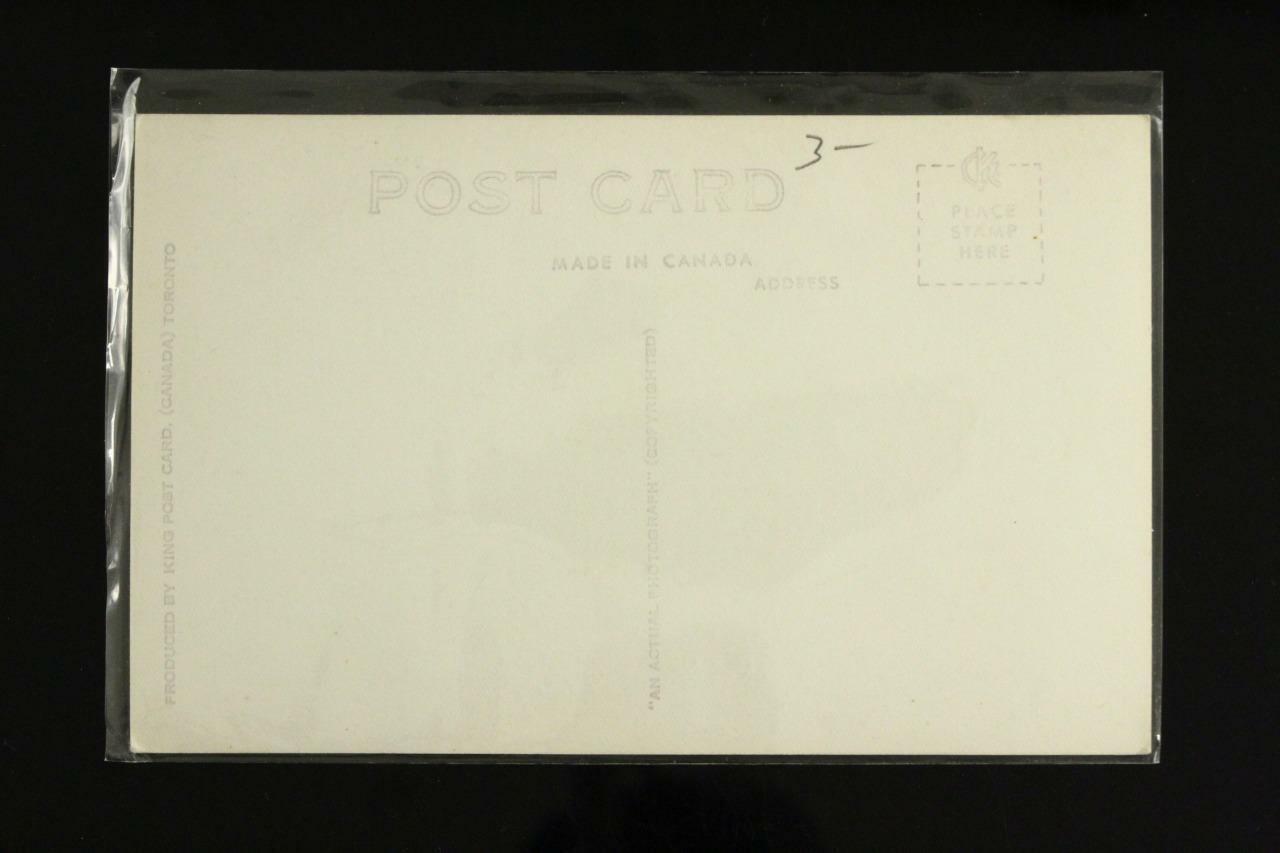 3-
POST CARD
MADE IN CANADA
ADDRESS
PLACE
STAMP
HERE
PRODUCED BY KING POST CARD. (CANADA) TORONTO
"AN ACTUAL PHOTOGRAPH" (COPYRIGHTED)